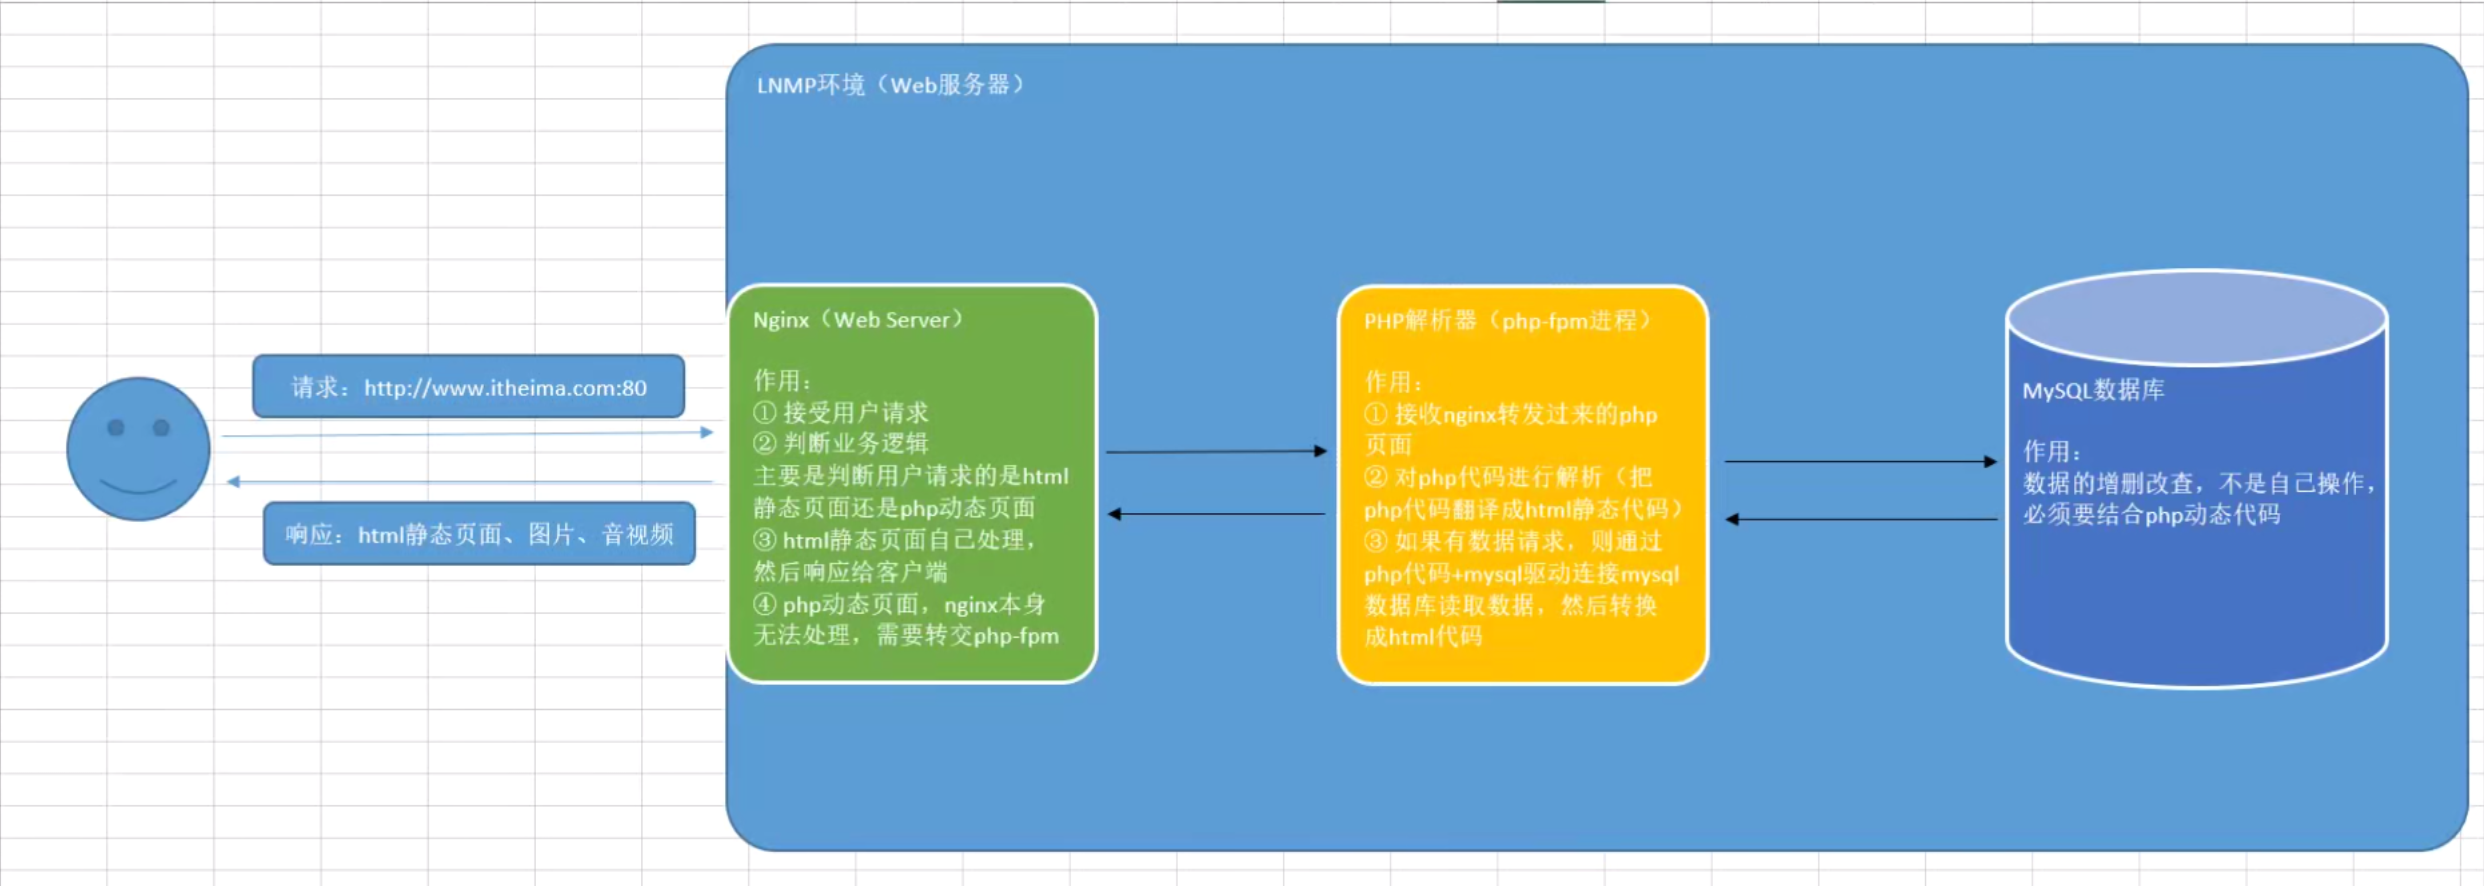 LNMP环境（Web服务器）
请求：http://www.itheima.com:80
响应：html静态页面、图片、音视频
Nginx（Web Server）
作用：
① 接受用户请求
② 判断业务逻辑
主要是判断用户请求的是html
静态页面还是php动态页面
③ html静态页面自己处理，
然后响应给客户端
④ php动态页面，nginx本身
无法处理，需要转交php-fpm
PHP解析器（php-fpm进程）
作用：
① 接收nginx转发过来的php
页面
② 对php代码进行解析（把
php代码翻译成html静态代码）
③ 如果有数据请求，则通过
php代码+mysql驱动连接mysql
数据库读取数据，然后转换
成html代码
MySQL数据库
作用：
数据的增删改查，不是自己操作，
必须要结合php动态代码